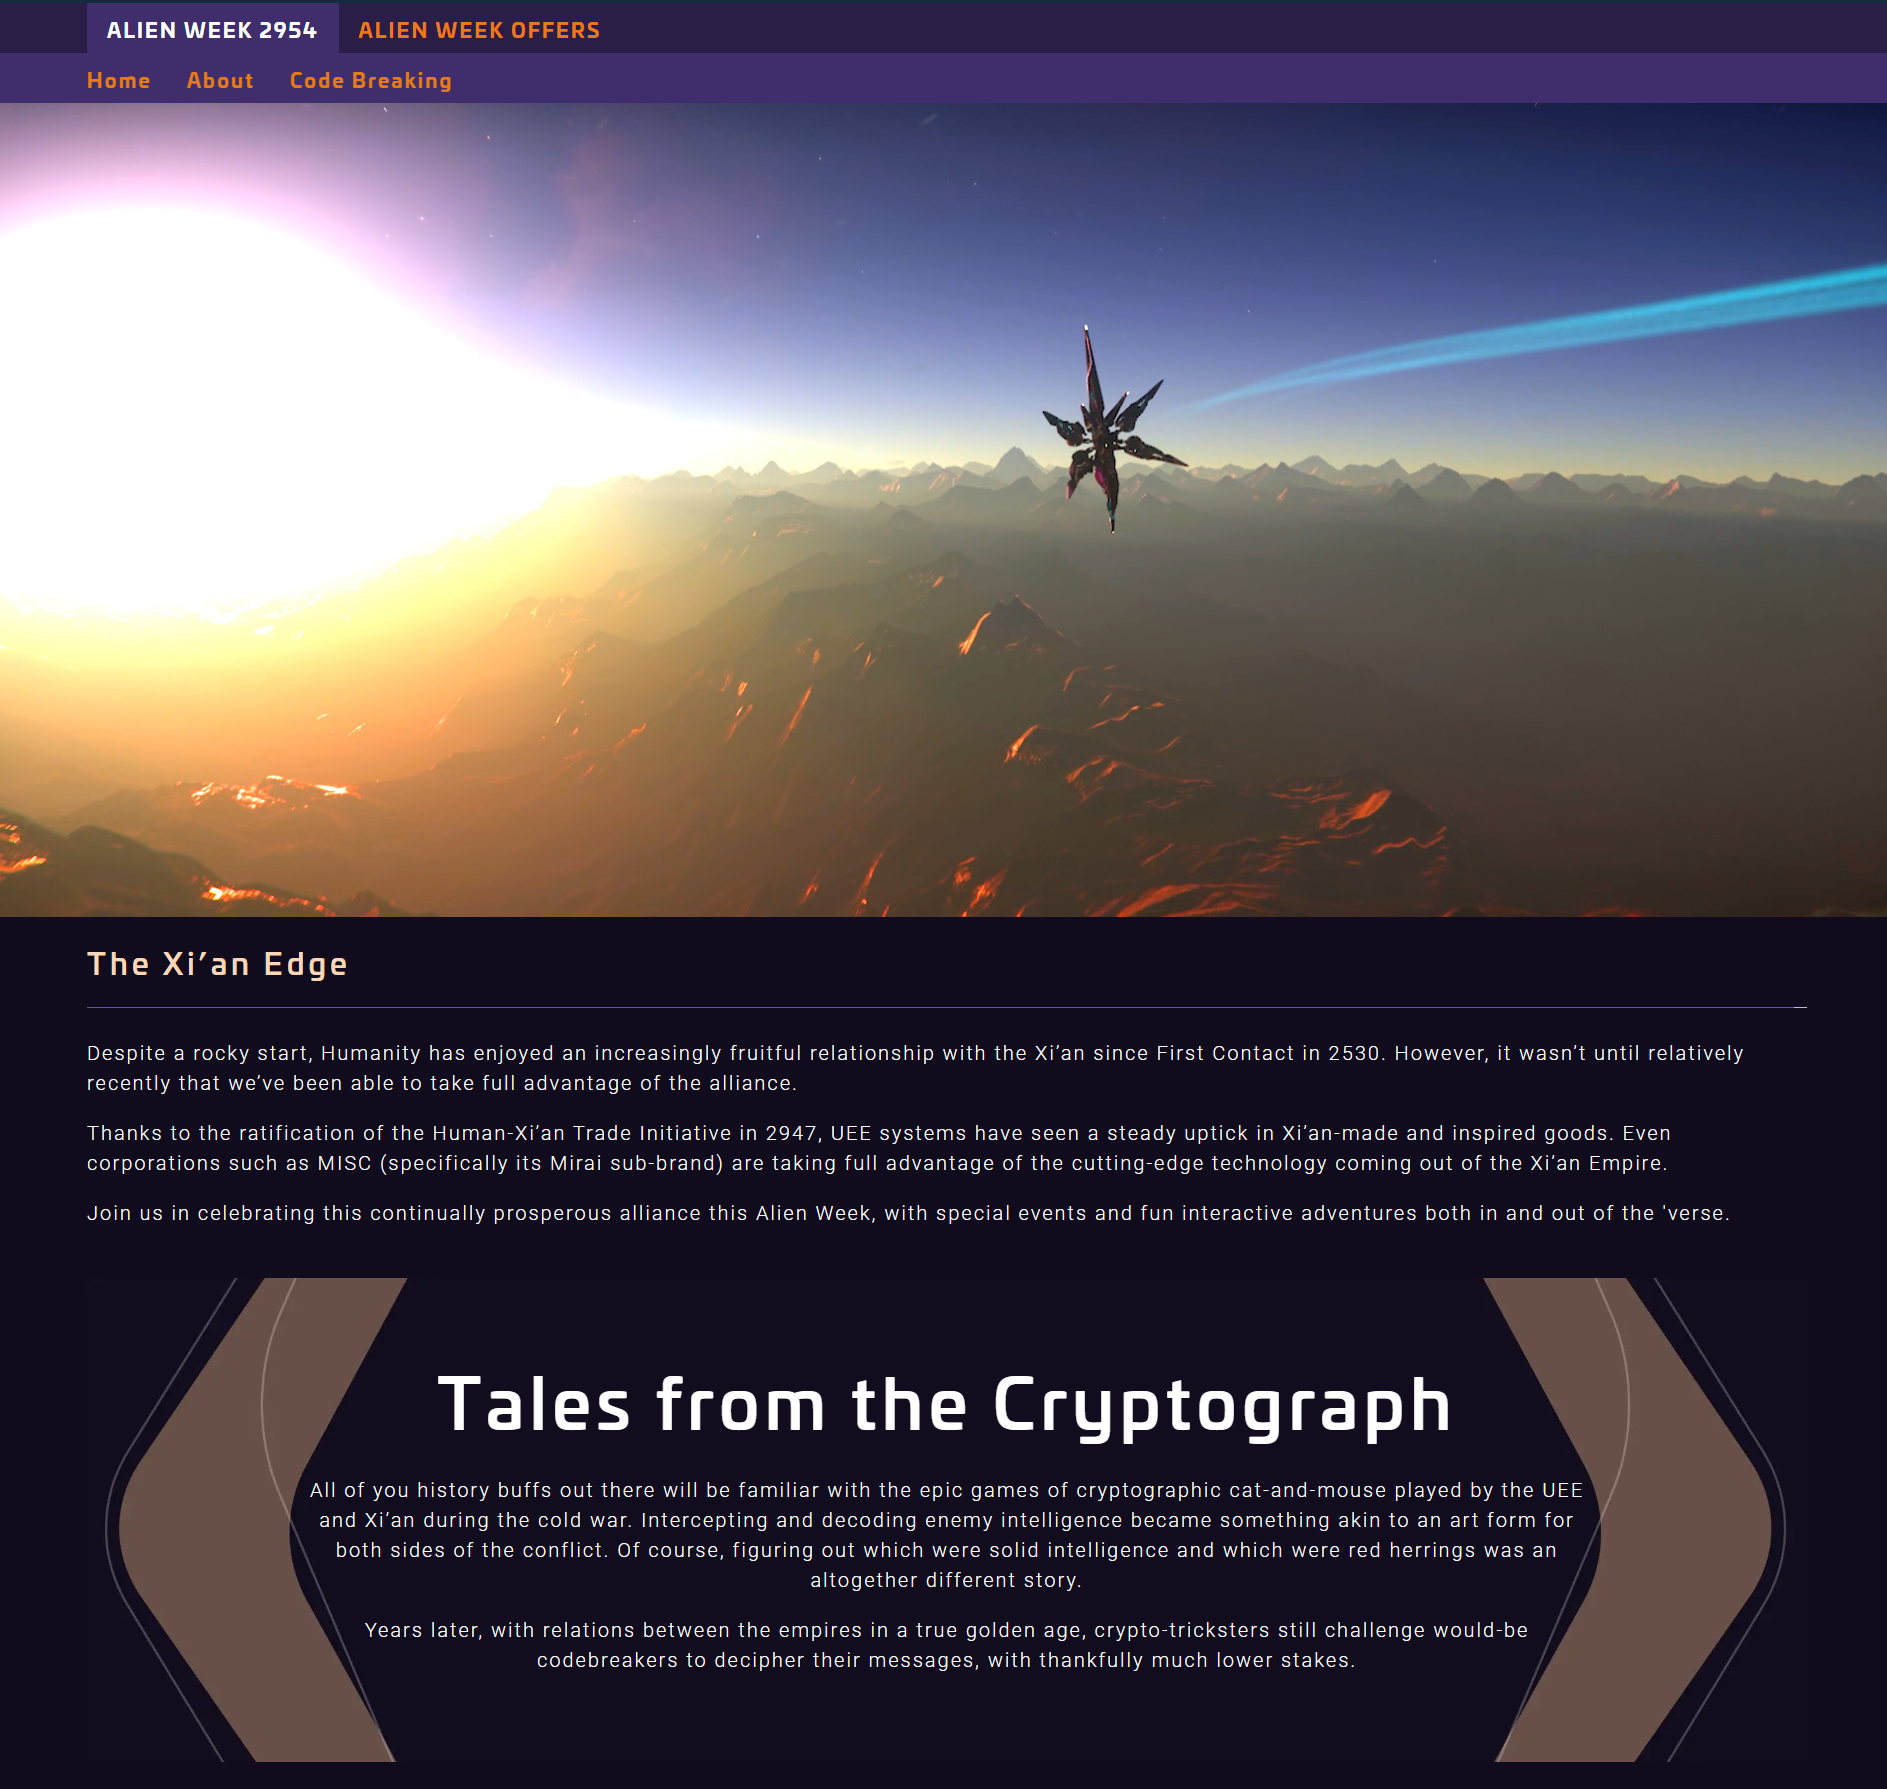 ALIEN WEEK 2954 ALIEN WEEK OFFERS
Home About Code Breaking
The Xi’an Edge
Despite a rocky start, Humanity has enjoyed an increasingly fruitful relationship with the Xi’an since First Contact in 2530. However, it wasn’t until relatively
recently that we’ve been able to take full advantage of the alliance.
Thanks to the ratification of the Human-Xi’an Trade Initiative in 2947, UEE systems have seen a steady uptick in Xi’an-made and inspired goods. Even
corporations such as MISC (specifically its Mirai sub-brand) are taking full advantage of the cutting-edge technology coming out of the Xi’an Empire.
Join us in celebrating this continually prosperous alliance this Alien Week, with special events and fun interactive adventures both in and out of the 'verse.
Tales from the Cryptograph
All of you history buffs out there will be familiar with the epic games of cryptographic cat-and-mouse played by the UEE
and Xi’an during the cold war. Intercepting and decoding enemy intelligence became something akin to an art form for
both sides of the conflict. Of course, figuring out which were solid intelligence and which were red herrings was an
altogether different story.
Years later, with relations between the empires in a true golden age, crypto-tricksters still challenge would-be
codebreakers to decipher their messages, with thankfully much lower stakes.